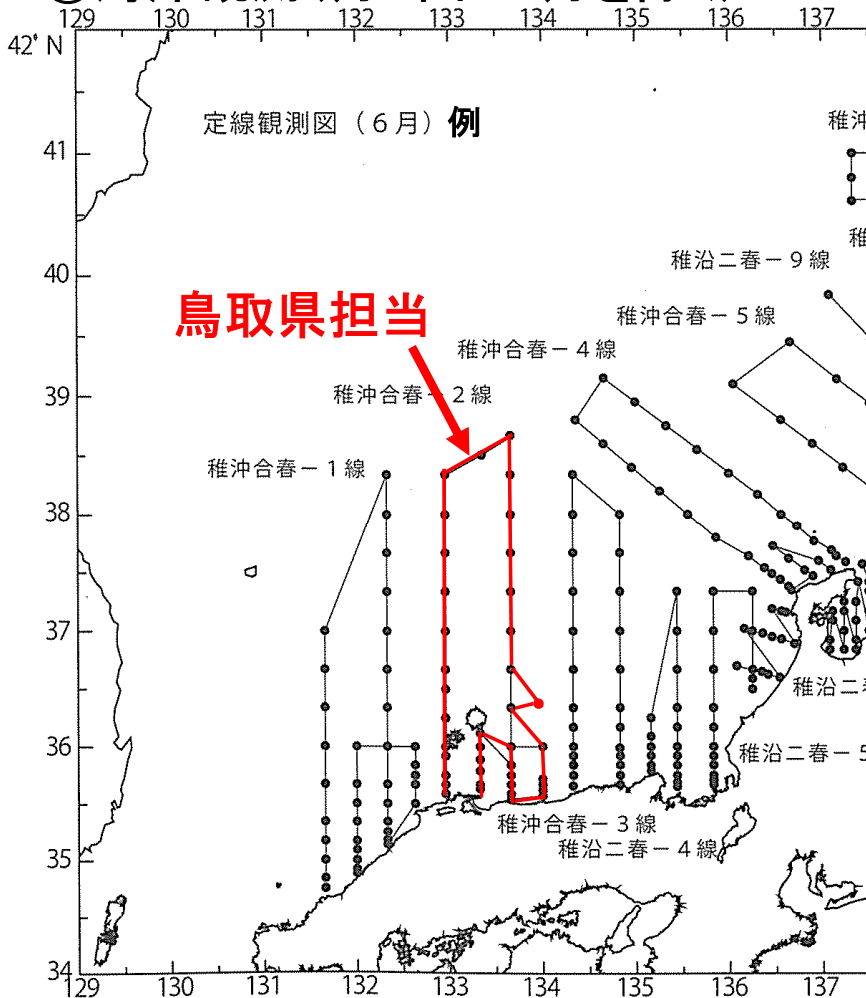 129 130 131 132 133 134 135 136 137
42° N
定線観測図（６月）例
稚沖
41
稚
稚沿二春－９線
40
鳥取県担当
稚沖合春－５線
稚沖合春－４線
39
稚沖合春－２線
稚沖合春－１線
38
37
稚沿二
36
稚沿二春－5
稚沖合春－３線
稚沿二春－４線
35
34
129 130 131 132 133 134 135 136 137